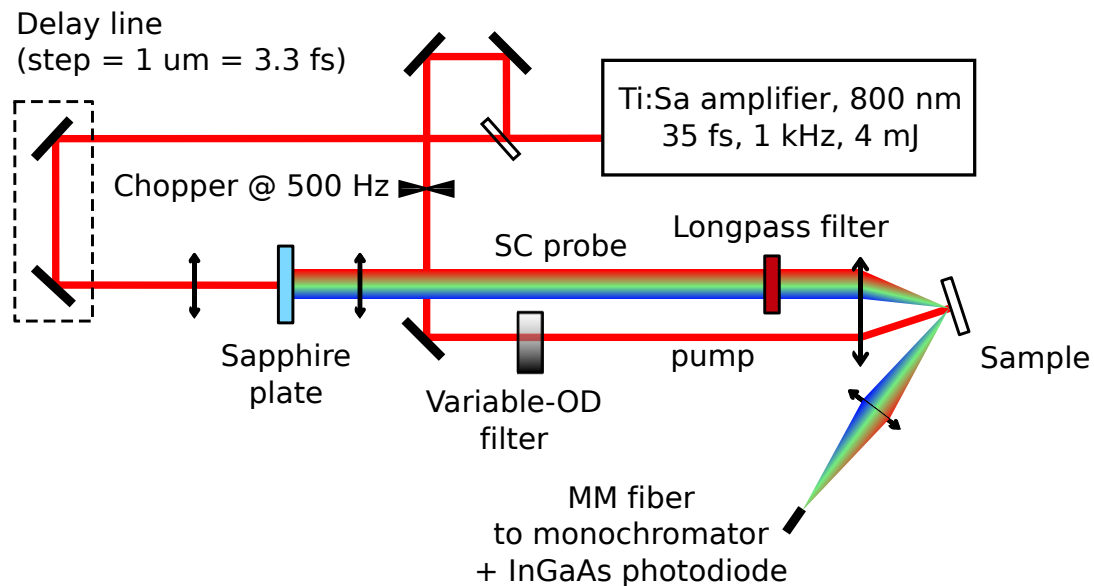 Delay line
(step = 1 um = 3.3 fs)
Ti:Sa amplifier, 800 nm
35 fs, 1 kHz, 4 mJ
Chopper @ 500 Hz
SC probe
Longpass filter
Sapphire
plate
Variable-OD
filter
pump
Sample
MM fiber
to monochromator
+ InGaAs photodiode